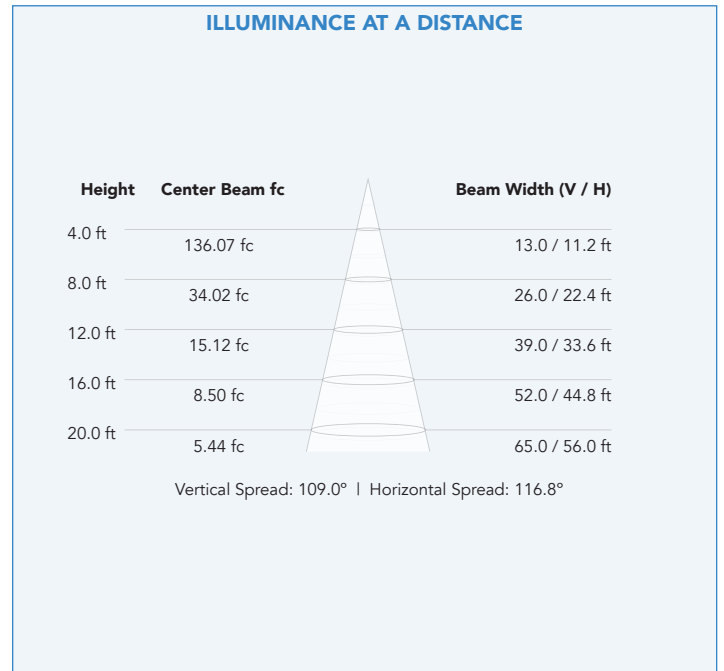 ILLUMINANCE AT A DISTANCE
Height Center Beam fc Beam Width (V / H)
4.0 ft
136.07 fc 13.0 / 11.2 ft
8.0 ft
34.02 fc 26.0 / 22.4 ft
12.0 ft
15.12 fc 39.0 / 33.6 ft
16.0 ft
8.50 fc 52.0 / 44.8 ft
20.0 ft
5.44 fc 65.0 / 56.0 ft
Vertical Spread: 109.0º | Horizontal Spread: 116.8º